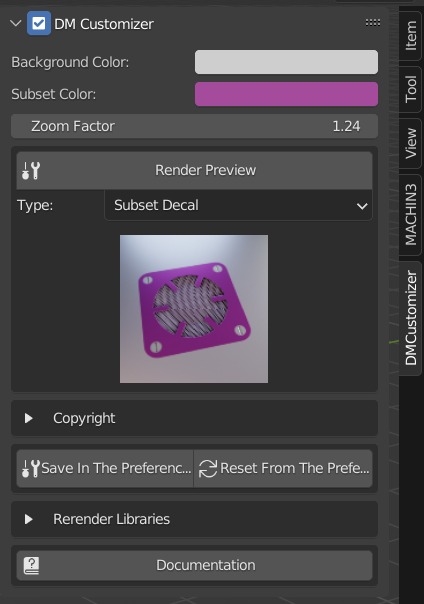 DM Customizer
Background Color:
Subset Color:
Zoom Factor 1.24
Render Preview
Type: Subset Decal
Copyright
Save In The Preferenc... Reset From The Prefe...
Rerender Libraries
Documentation
Item
Tool
View
MACHIN3
DMCustomizer